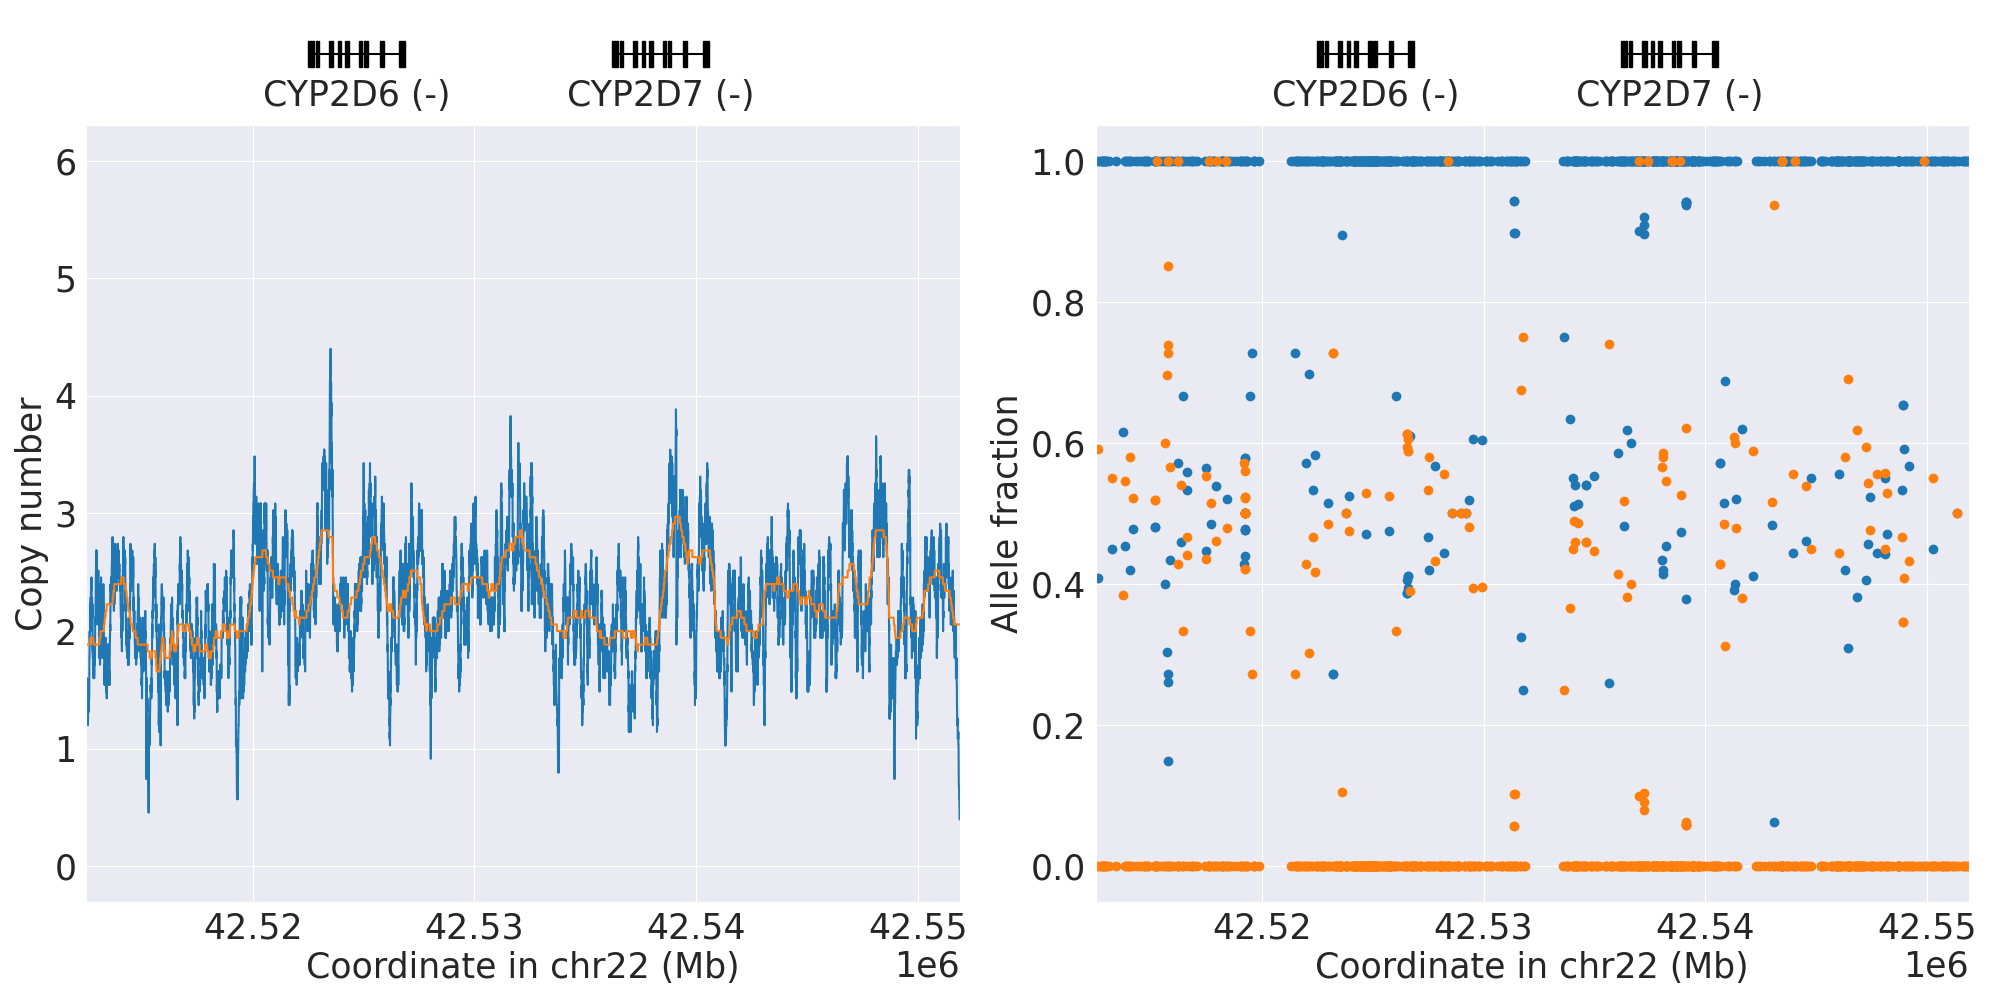 CYP2D6 (-)
CYP2D7 (-)
6
5
4
3
2
1
0
Copy number
42.52
42.53
42.54
42.55
Coordinate in chr22 (Mb)
1e6
CYP2D6 (-)
CYP2D7 (-)
1.0
0.8
0.6
0.4
0.2
0.0
Allele fraction
42.52
42.53
42.54
42.55
Coordinate in chr22 (Mb)
1e6